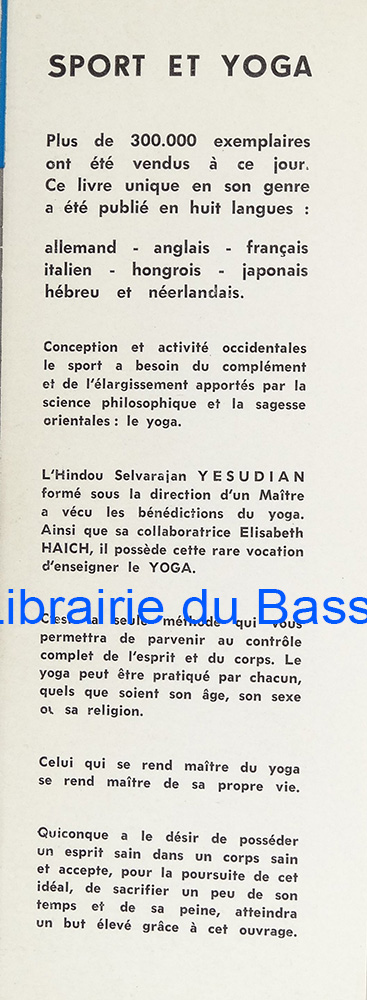 SPORT ET YOGA
Plus de 300.000 exemplaires
ont été vendus à ce jour.
Ce livre unique en son genre
a été publié en huit langues :
allemand - anglais - français
italien - hongrois - japonais
hébreu et néerlandais.
Conception et activité occidentales
le sport a besoin du complément
et de l'élargissement apportés par la
science philosophique et la sagesse
orientales : le yoga.
L'Hindou Selvarajan YESUDIAN
formé sous la direction d'un Maître
a vécu les bénédictions du yoga.
Ainsi que sa collaboratrice Elisabeth
HAICH, il possède cette rare vocation
d'enseigner le YOGA.
Librairie du Bass
C'est la seule méthode qui vous
permettra de parvenir au contrôle
complet de l'esprit et du corps. Le
yoga peut être pratiqué par chacun,
quels que soient son âge, son sexe
ou sa religion.
Celui qui se rend maître du yoga
se rend maître de sa propre vie.
Quiconque a le désir de posséder
un esprit sain dans un corps sain
et accepte, pour la poursuite de cet
idéal, de sacrifier un peu de son
temps et de sa peine, atteindra
un but élevé grâce à cet ouvrage.